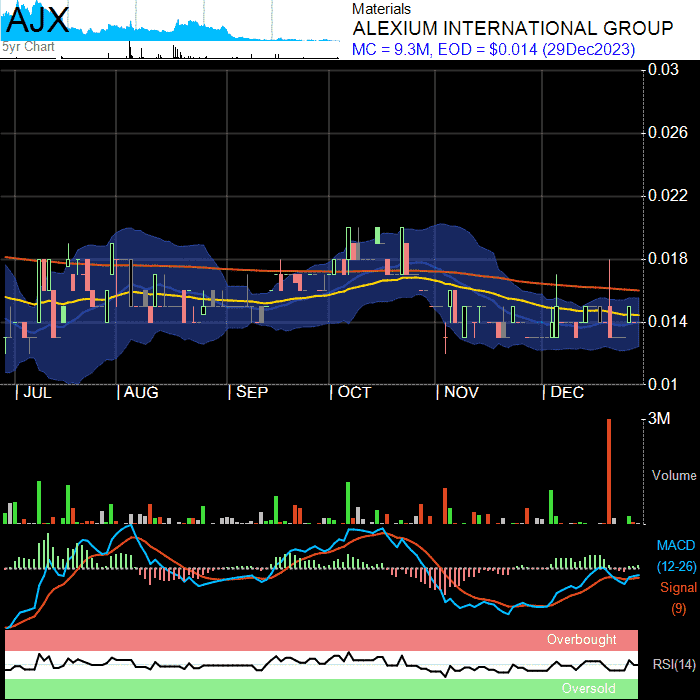 AJX
5yr Chart
Materials
ALEXIUM INTERNATIONAL GROUP
MC = 9.3M, EOD = $0.014 (29Dec2023)
0.03
0.026
0.022
0.018
0.014
0.01
JUL AUG SEP OCT NOV DEC
3M
Volume
MACD
(12-26)
Signal
(9)
Overbought
RSI(14)
Oversold